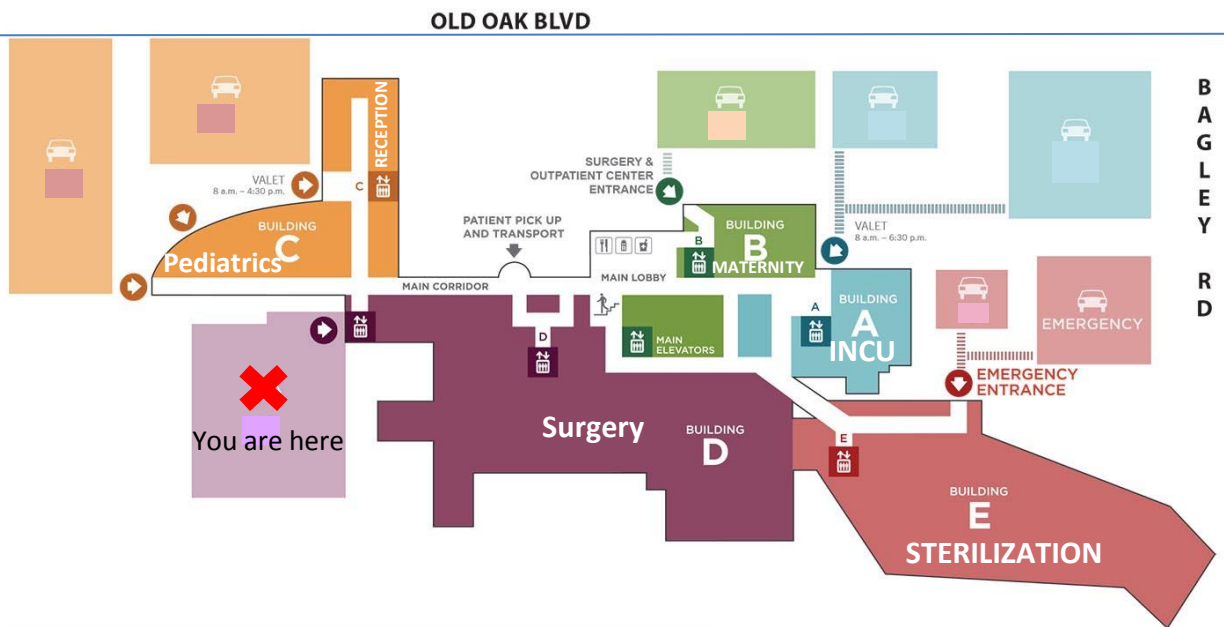 OLD OAK BLVD
BAGLEY RD
RECEPTION
VALET
8 a.m. – 4:30 p.m.
C
BUILDING
C
Pediatrics
SURGERY &
OUTPATIENT CENTER
ENTRANCE
PATIENT PICK UP
AND TRANSPORT
MAIN LOBBY
MAIN CORRIDOR
B
BUILDING
B
MATERNITY
VALET
8 a.m. – 6:30 p.m.
A
BUILDING
A
INCU
EMERGENCY
EMERGENCY
ENTRANCE
D
MAIN
ELEVATORS
You are here
Surgery
BUILDING
D
E
BUILDING
E
STERILIZATION